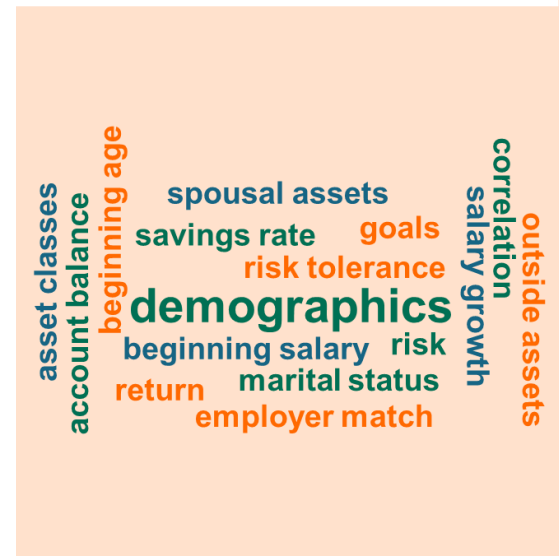 asset classes
account balance
beginning age
spousal assets
savings rate
goals
risk tolerance
demographics
beginning salary
risk
marital status
return
employer match
salary growth
correlation
outside assets